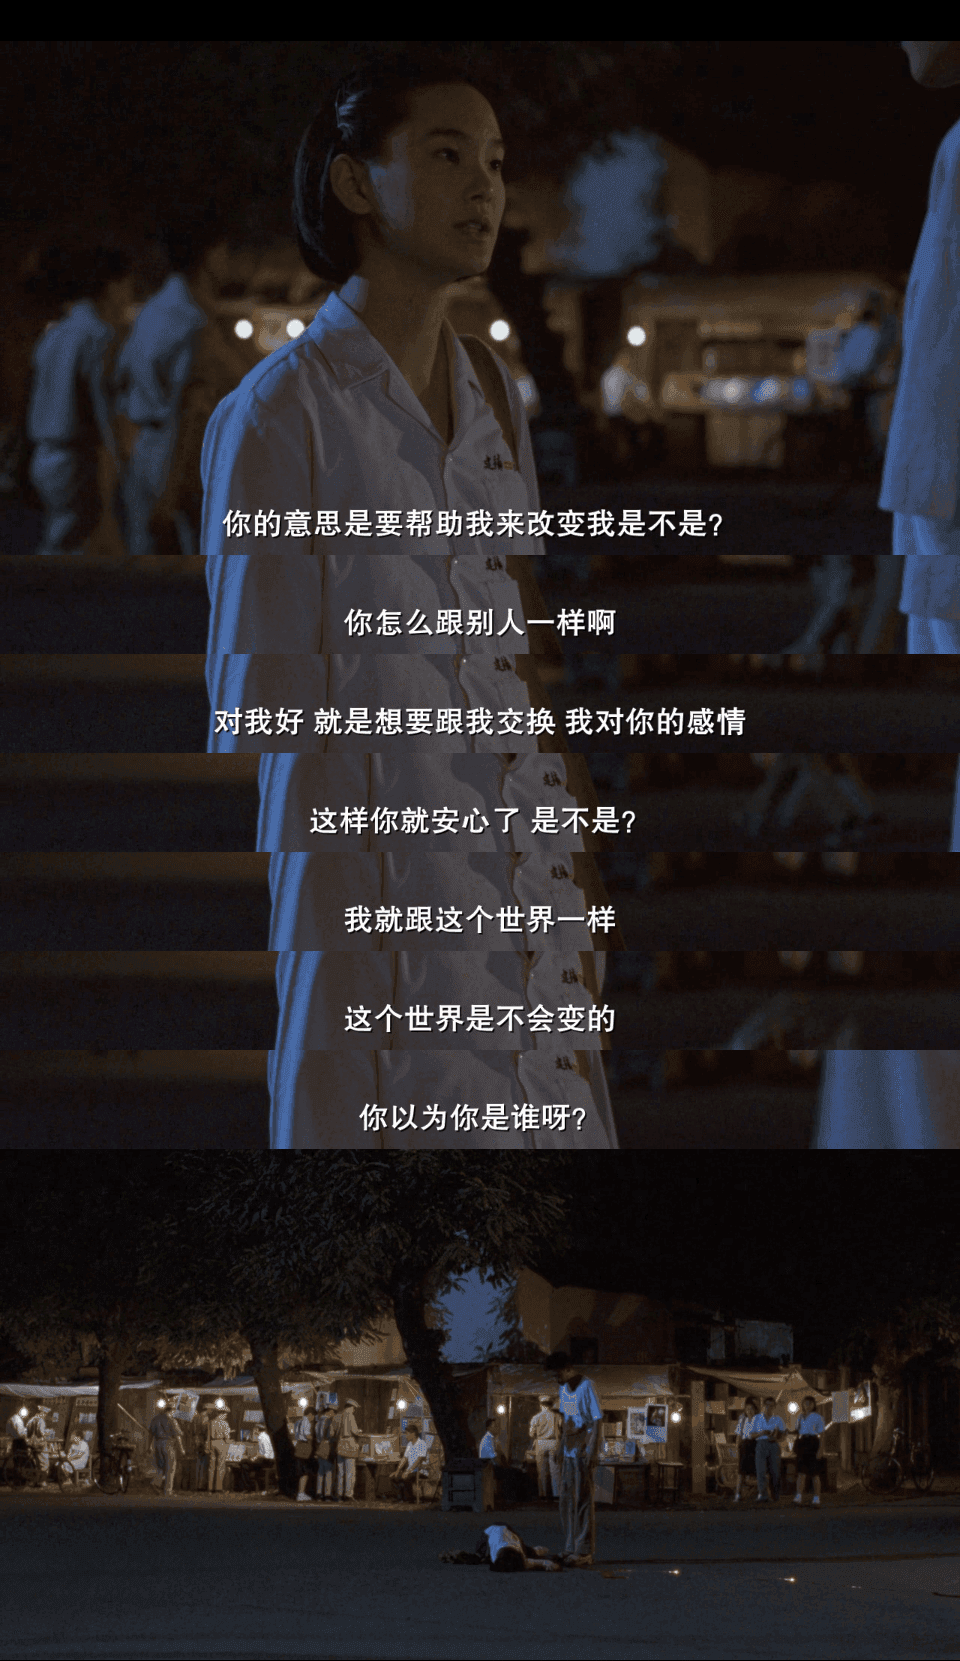 你的意思是要帮助我来改变我是不是?
你怎么跟别人一样啊
对我好 就是想要跟我交换 我对你的感情
这样你就安心了 是不是?
我就跟这个世界一样
这个世界是不会变的
你以为你是谁呀?